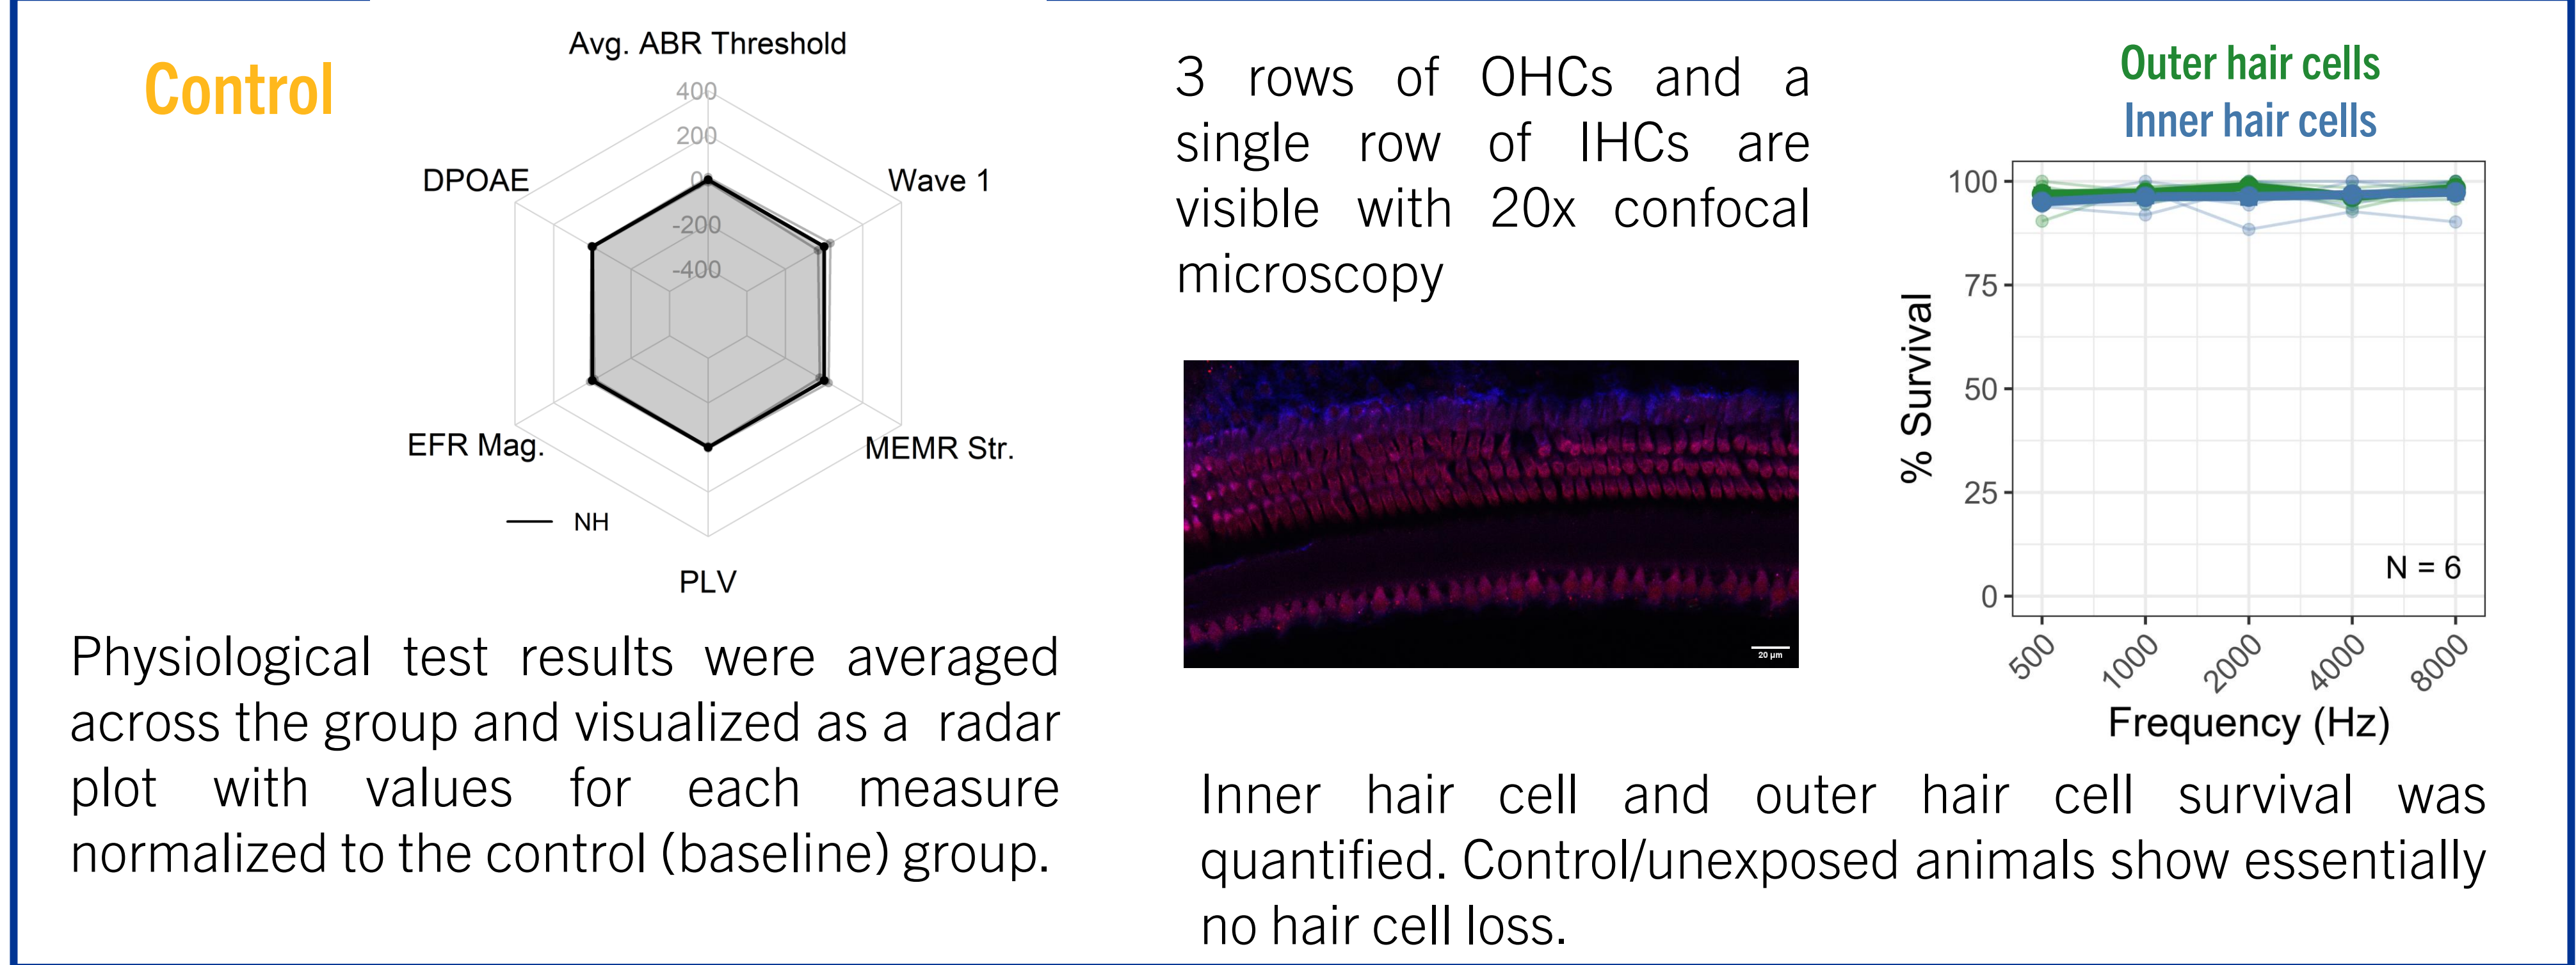 Control
Avg. ABR Threshold
400
200
0
-200
-400
DPOAE
Wave 1
EFR Mag.
MEMR Str.
NH
PLV
Physiological test results were averaged
across the group and visualized as a radar
plot with values for each measure
normalized to the control (baseline) group.
3 rows of OHCs and a
single row of IHCs are
visible with 20x confocal
microscopy
20 µm
Outer hair cells
Inner hair cells
100
75
50
25
0
% Survival
N = 6
500
1000
2000
4000
8000
Frequency (Hz)
Inner hair cell and outer hair cell survival was
quantified. Control/unexposed animals show essentially
no hair cell loss.